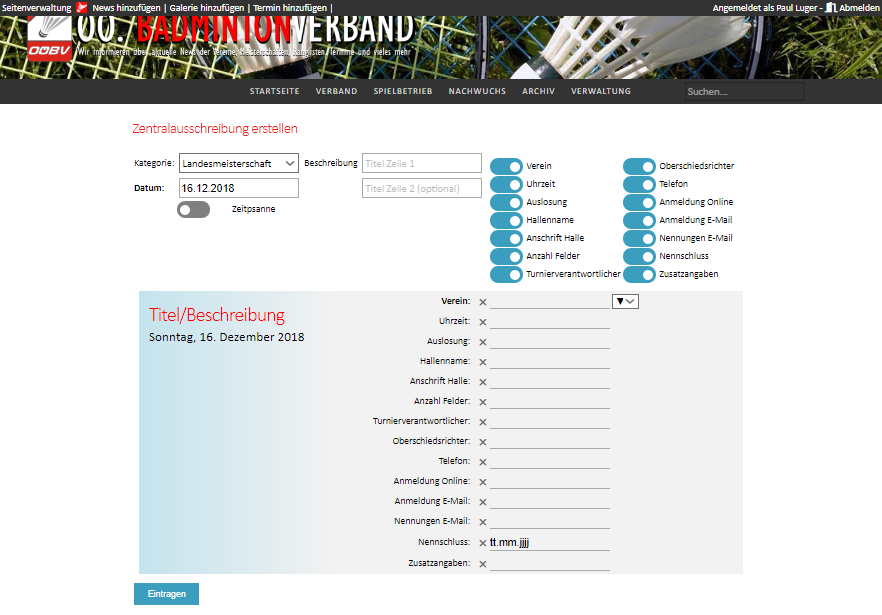 Seitenverwaltung News hinzufügen | Galerie hinzufügen | Termin hinzufügen | Angemeldet als Paul Luger - Abmelden
OÖ. BADMINTONVERBAND
OÖBV
Wir Informieren über aktuelle News der Vereine, Meisterschaften, Ranglisten, Termine und vieles mehr
STARTSEITE VERBAND SPIELBETRIEB NACHWUCHS ARCHIV VERWALTUNG Suchen...
Zentralausschreibung erstellen
Kategorie: Landesmeisterschaft Beschreibung Titel Zeile 1
Datum: 16.12.2018 Titel Zeile 2 (optional)
Zeitpsanne
Verein Oberschiedsrichter
Uhrzeit Telefon
Auslosung Anmeldung Online
Hallenname Anmeldung E-Mail
Anschrift Halle Nennungen E-Mail
Anzahl Felder Nennschluss
Turnierverantwortlicher Zusatzangaben
Titel/Beschreibung
Sonntag, 16. Dezember 2018
Verein: ✕ ▼
Uhrzeit: ✕
Auslosung: ✕
Hallenname: ✕
Anschrift Halle: ✕
Anzahl Felder: ✕
Turnierverantwortlicher: ✕
Oberschiedsrichter: ✕
Telefon: ✕
Anmeldung Online: ✕
Anmeldung E-Mail: ✕
Nennungen E-Mail: ✕
Nennschluss: ✕ tt.mm.jjjj
Zusatzangaben: ✕
Eintragen